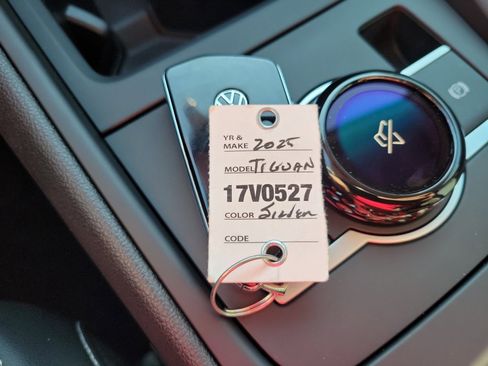 YR & MAKE 2025
MODEL TIGUAN
17V0527
COLOR Silver
CODE